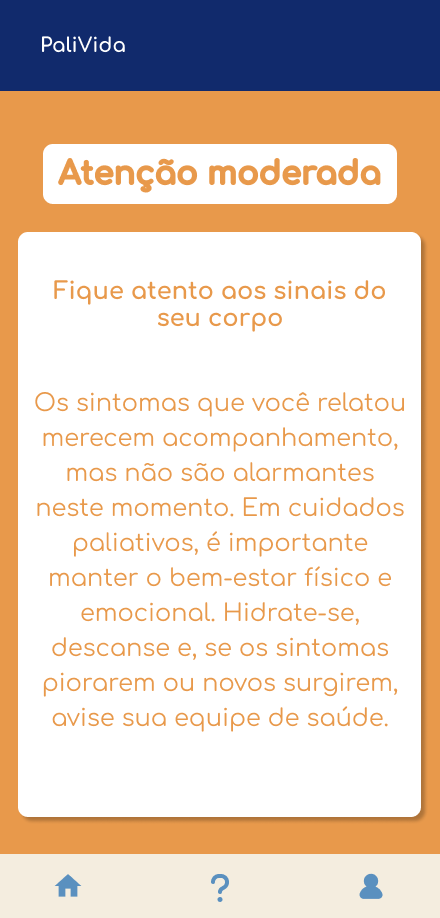 PaliVida
Atenção moderada
Fique atento aos sinais do
seu corpo
Os sintomas que você relatou
merecem acompanhamento,
mas não são alarmantes
neste momento. Em cuidados
paliativos, é importante
manter o bem-estar físico e
emocional. Hidrate-se,
descanse e, se os sintomas
piorarem ou novos surgirem,
avise sua equipe de saúde.